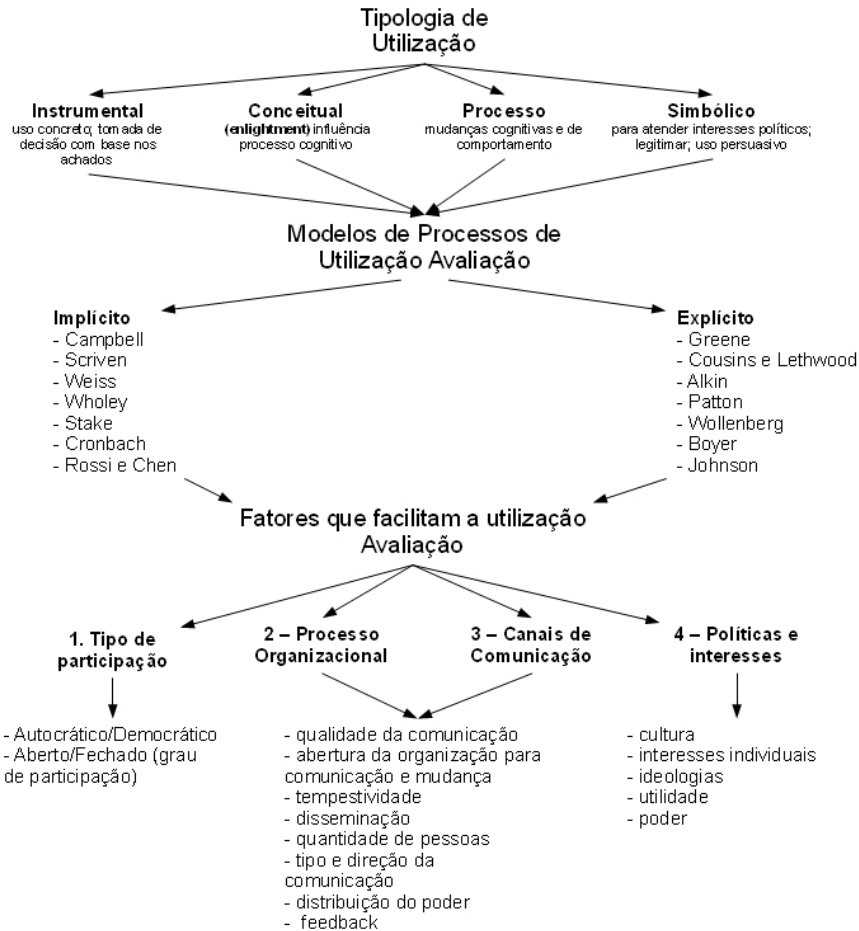 Tipologia de
Utilização
Instrumental
uso concreto; tomada de
decisão com base nos
achados
Conceitual
(enlightment) influência
processo cognitivo
Processo
mudanças cognitivas e de
comportamento
Simbólico
para atender interesses políticos;
legitimar; uso persuasivo
Modelos de Processos de
Utilização Avaliação
Implícito
- Campbell
- Scriven
- Weiss
- Wholey
- Stake
- Cronbach
- Rossi e Chen
Explícito
- Greene
- Cousins e Lethwood
- Alkin
- Patton
- Wollenberg
- Boyer
- Johnson
Fatores que facilitam a utilização
Avaliação
1. Tipo de
participação
- Autocrático/Democrático
- Aberto/Fechado (grau
de participação)
2 – Processo
Organizacional
3 – Canais de
Comunicação
- qualidade da comunicação
- abertura da organização para
comunicação e mudança
- tempestividade
- disseminação
- quantidade de pessoas
- tipo e direção da
comunicação
- distribuição do poder
- feedback
4 – Políticas e
interesses
- cultura
- interesses individuais
- ideologias
- utilidade
- poder